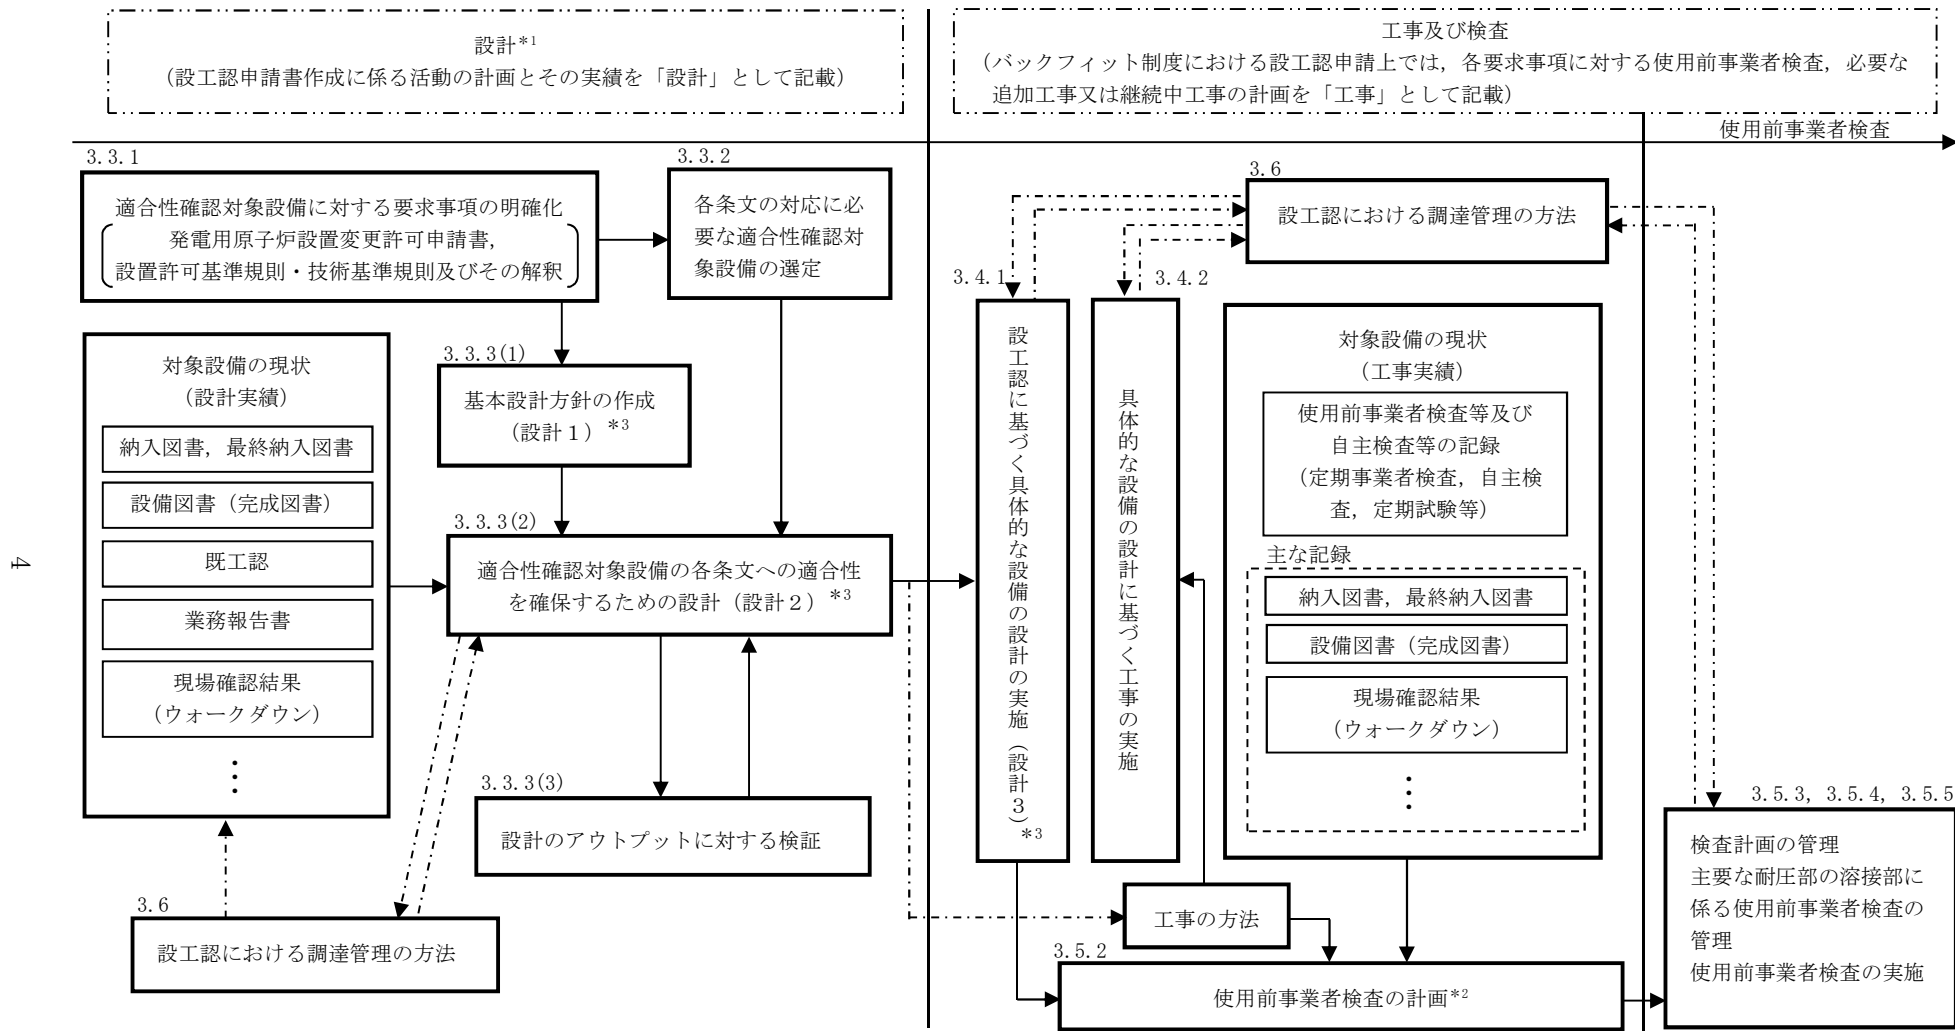 設計*1
（設工認申請書作成に係る活動の計画とその実績を「設計」として記載）
工事及び検査
（バックフィット制度における設工認申請上では，各要求事項に対する使用前事業者検査，必要な
追加工事又は継続中工事の計画を「工事」として記載）
使用前事業者検査
3.3.1
適合性確認対象設備に対する要求事項の明確化
発電用原子炉設置変更許可申請書，
設置許可基準規則・技術基準規則及びその解釈
3.3.2
各条文の対応に必
要な適合性確認対
象設備の選定
対象設備の現状
（設計実績）
納入図書，最終納入図書
設備図書（完成図書）
既工認
業務報告書
現場確認結果
（ウォークダウン）
⋮
3.3.3(1)
基本設計方針の作成
（設計１）*3
3.3.3(2)
適合性確認対象設備の各条文への適合性
を確保するための設計（設計２）*3
3.3.3(3)
設計のアウトプットに対する検証
3.6
設工認における調達管理の方法
3.6
設工認における調達管理の方法
3.4.1
設工認に基づく具体的な設備の設計の実施（設計３）*3
3.4.2
具体的な設備の設計に基づく工事の実施
対象設備の現状
（工事実績）
使用前事業者検査等及び
自主検査等の記録
（定期事業者検査，自主検
査，定期試験等）
主な記録
納入図書，最終納入図書
設備図書（完成図書）
現場確認結果
（ウォークダウン）
⋮
工事の方法
3.5.2
使用前事業者検査の計画*2
3.5.3, 3.5.4, 3.5.5
検査計画の管理
主要な耐圧部の溶接部に
係る使用前事業者検査の
管理
使用前事業者検査の実施
4